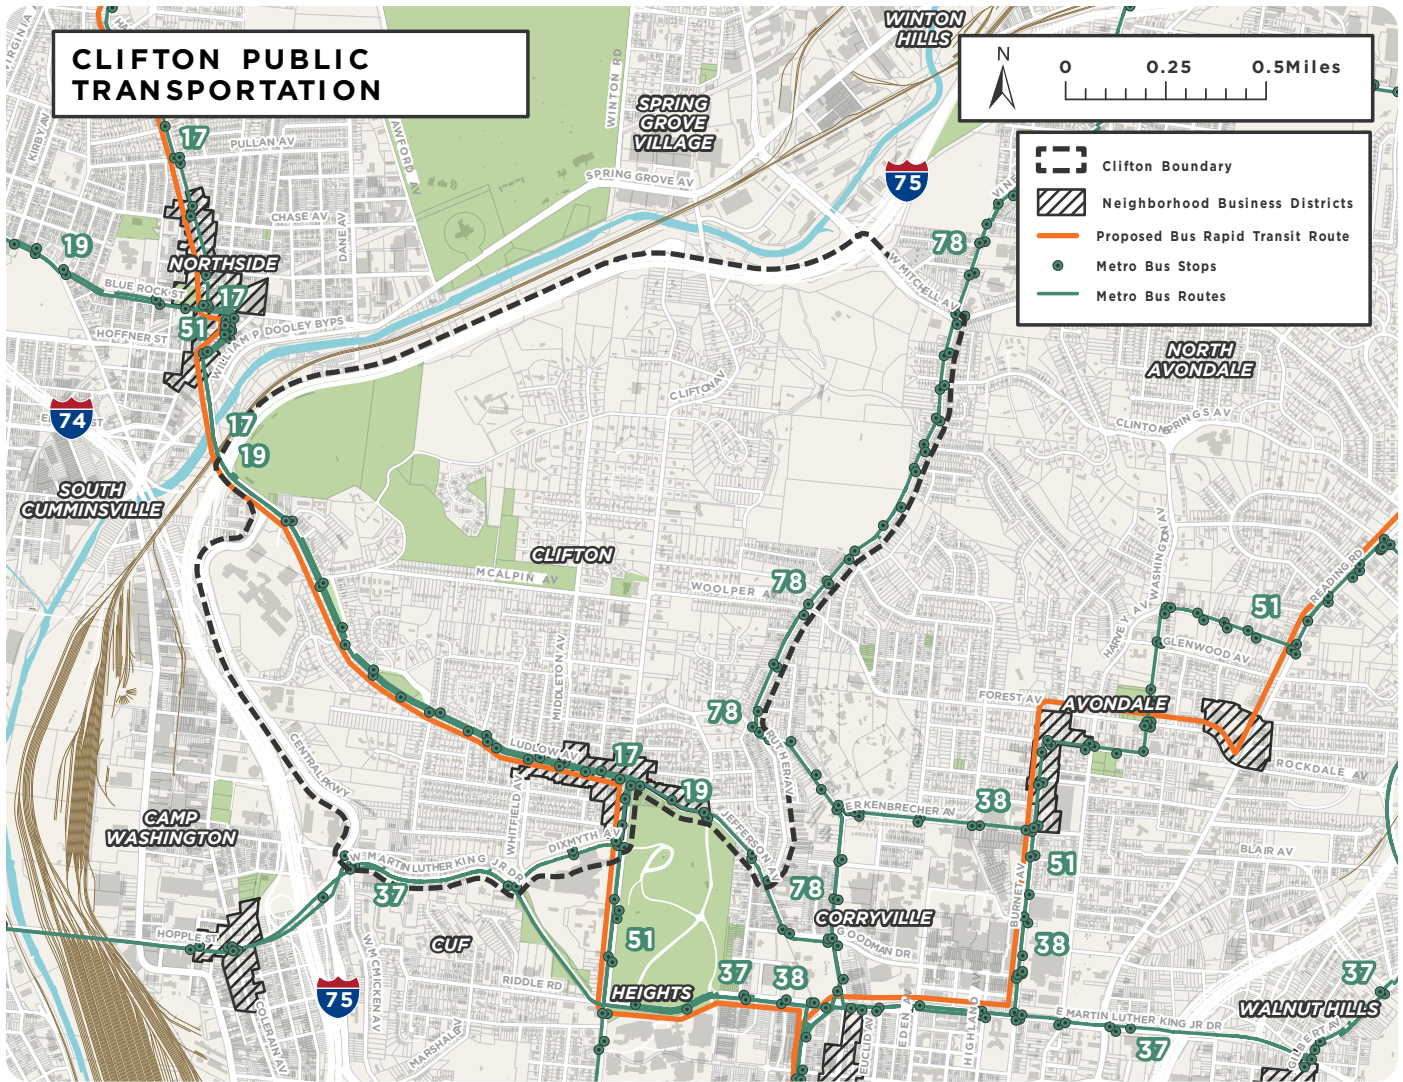 CLIFTON PUBLIC
TRANSPORTATION
WINTON
HILLS
N
0 0.25 0.5Miles
Clifton Boundary
Neighborhood Business Districts
Proposed Bus Rapid Transit Route
Metro Bus Stops
Metro Bus Routes
SPRING
GROVE
VILLAGE
WINTON RD
SPRING GROVE AV
75
KIRBY AV
PULLAN AV
17
CHASE AV
DANE AV
19
NORTHSIDE
BLUE ROCK ST
17
51
HOFFNER ST
WILLIAM P. DOOLEY BYPS
78
W MITCHELL AV
NORTH
AVONDALE
CLIFTON AV
CLINTON SPRINGS AV
74
17
19
SOUTH
CUMMINSVILLE
CLIFTON
MCALPIN AV
WOOLPER AV
78
WASHINGTON AV
READING RD
51
HARVEY AV
GLENWOOD AV
MIDDLETON AV
FOREST AV
AVONDALE
78
RUTHER AV
LUDLOW AV
17
CENTRAL PKWY
19
ROCKDALE AV
WHITFIELD AV
ERKENBRECHER AV
38
CAMP
WASHINGTON
DIXMYTH AV
JEFFERSON AV
BLAIR AV
W MARTIN LUTHER KING JR DR
37
51
78
BURNET AV
CORRYVILLE
GOODMAN DR
HOPPLE ST
CUF
W MCMICKEN AV
51
38
RIDDLE RD
HEIGHTS
37
38
37
75
COLERAIN AV
MARSHALL AV
EUCLID AV
EDEN AV
HIGHLAND AV
E MARTIN LUTHER KING JR DR
37
WALNUT HILLS
GILBERT AV